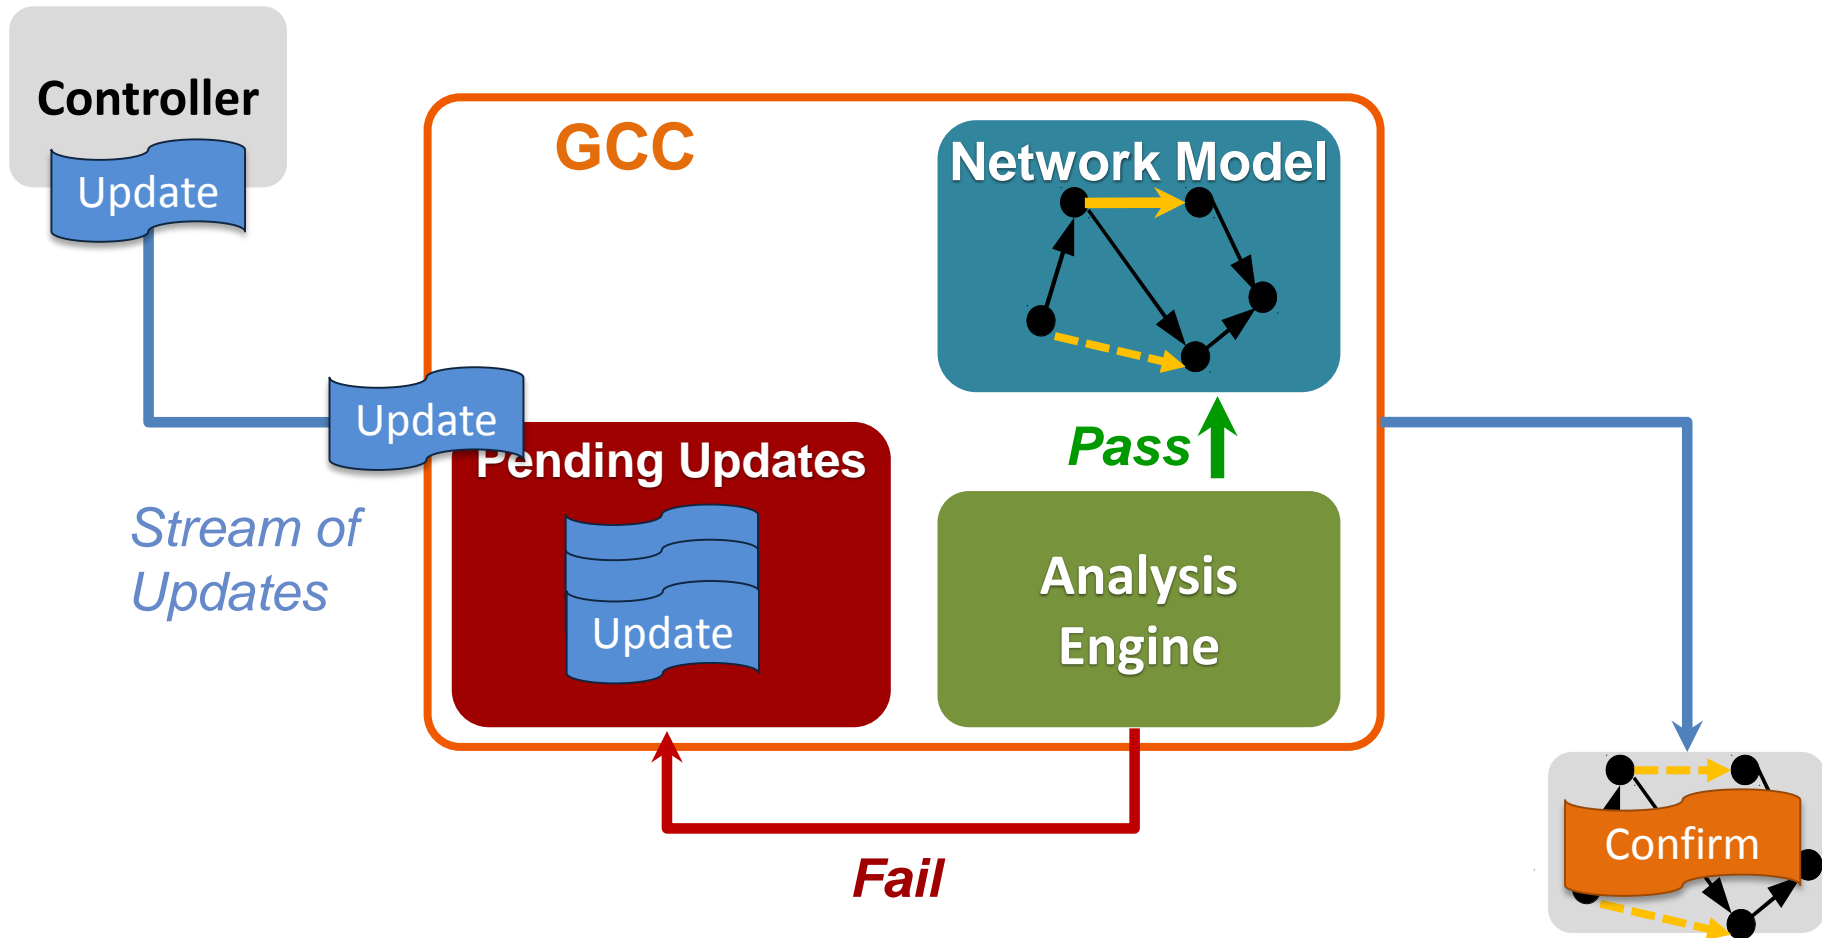 Controller
Update
GCC
Network Model
Update
Pending Updates
Pass
Stream of
Updates
Update
Analysis
Engine
Fail
Confirm